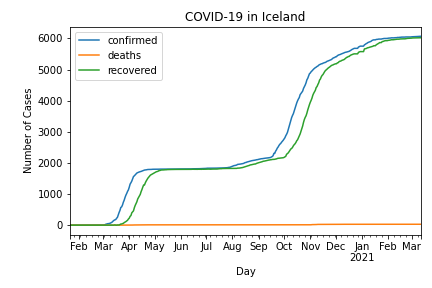 COVID-19 in Iceland
confirmed
deaths
recovered
Number of Cases
6000
5000
4000
3000
2000
1000
0
Feb Mar Apr May Jun Jul Aug Sep Oct Nov Dec Jan Feb Mar
2021
Day